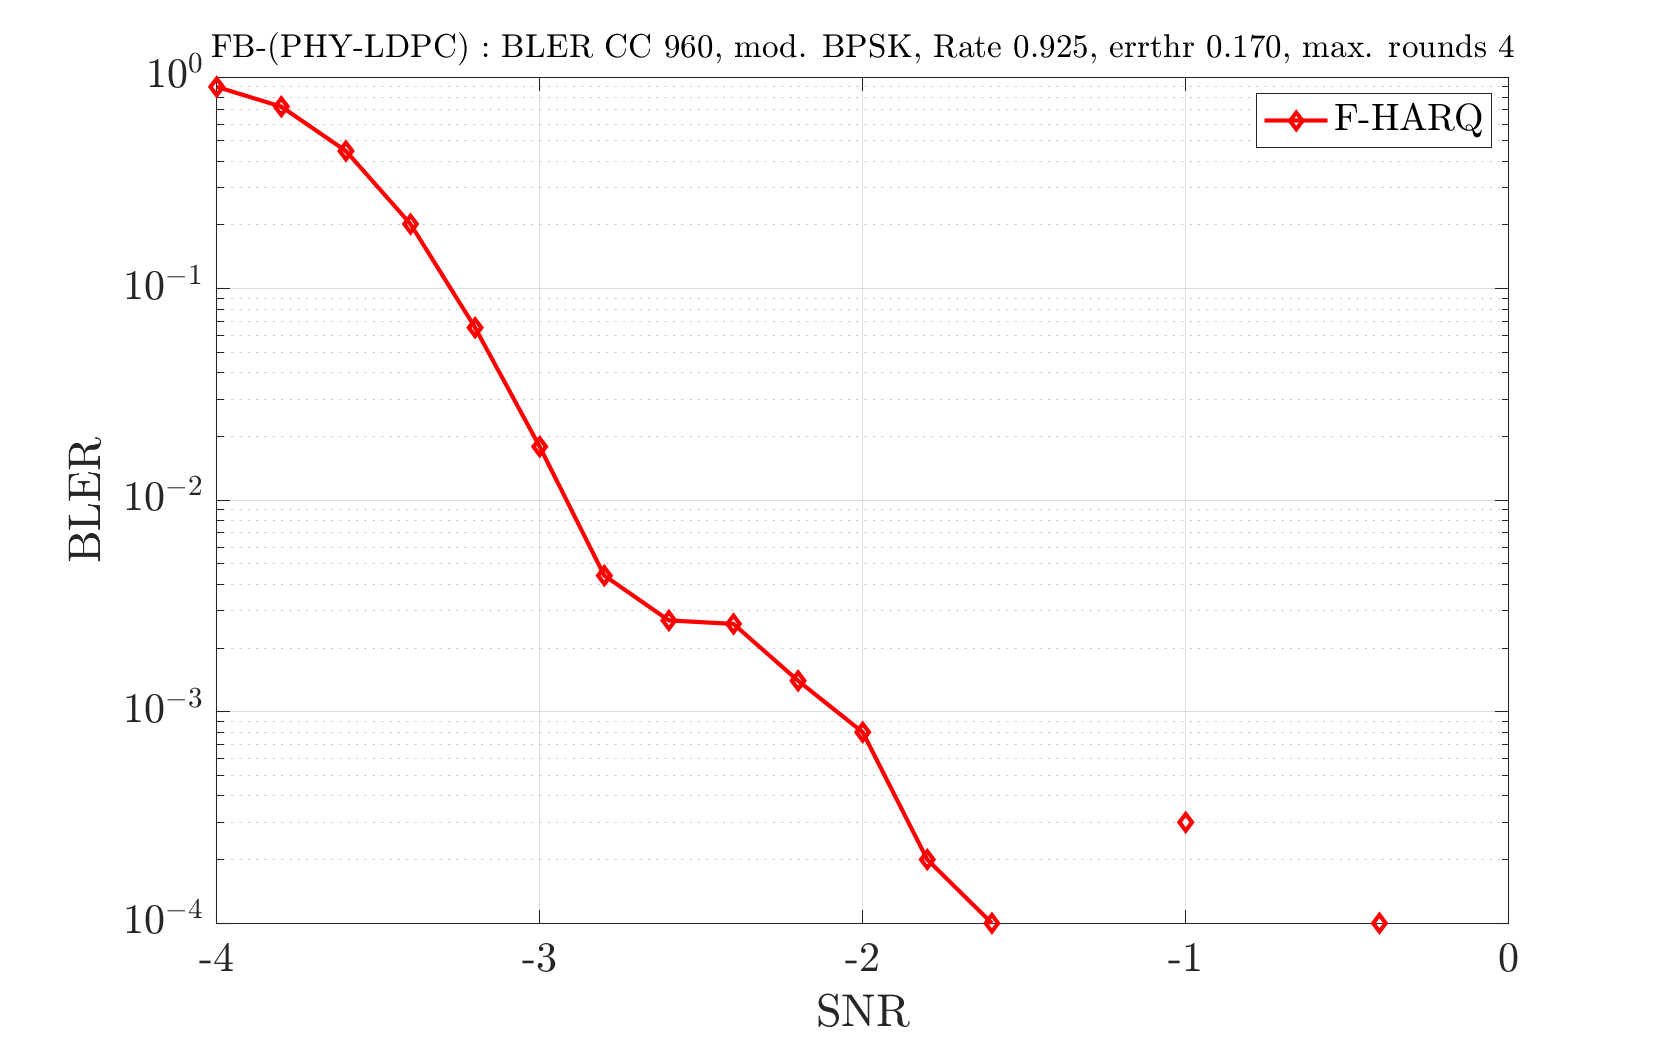 FB-(PHY-LDPC) : BLER CC 960, mod. BPSK, Rate 0.925, errthr 0.170, max. rounds 4
F-HARQ
10^0
10^-1
10^-2
10^-3
10^-4
BLER
-4 -3 -2 -1 0
SNR